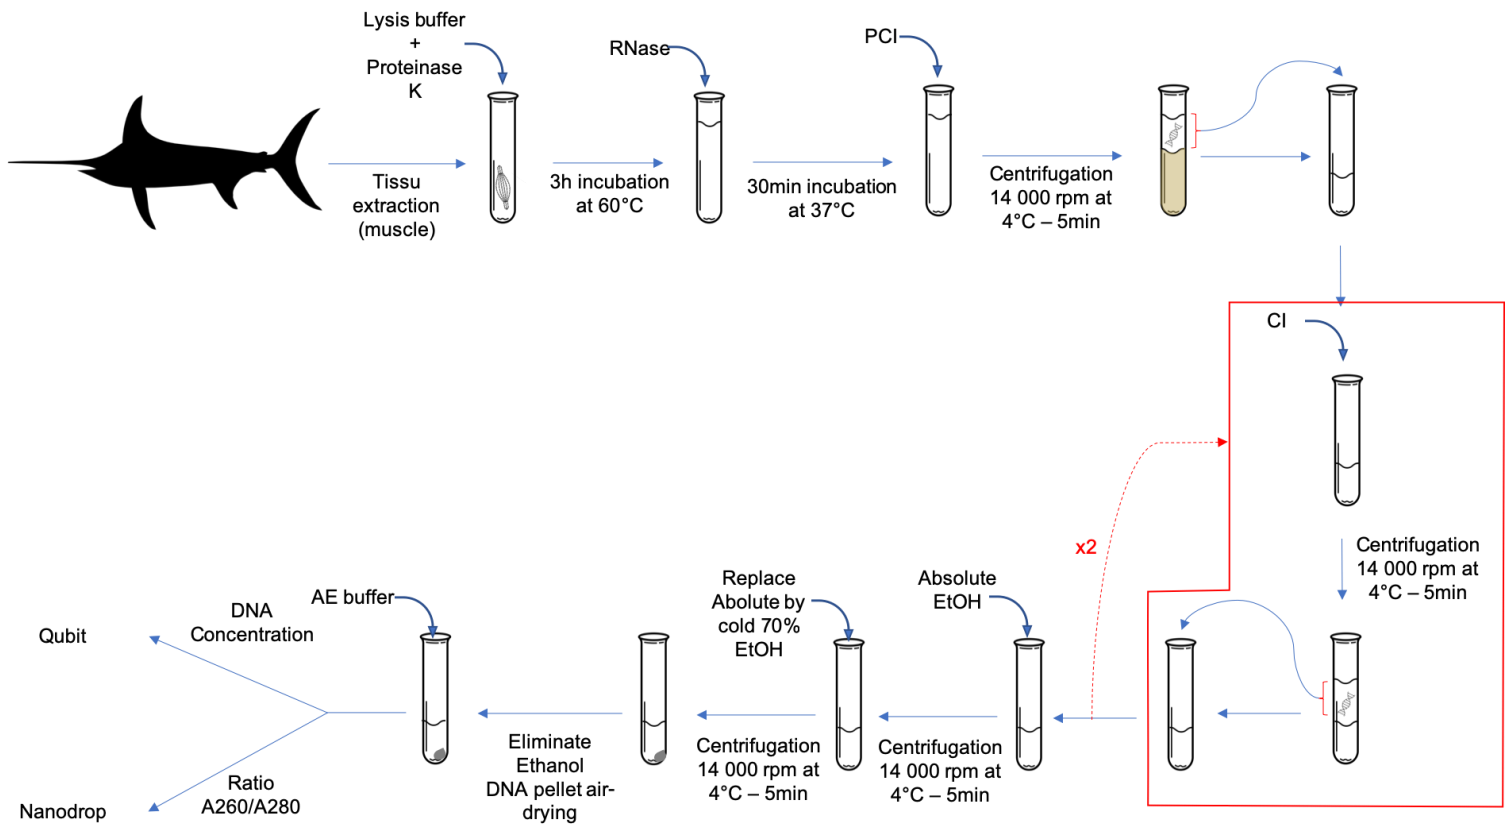 Lysis buffer
+
Proteinase
K
RNase
PCI
Tissu
extraction
(muscle)
3h incubation
at 60°C
30min incubation
at 37°C
Centrifugation
14 000 rpm at
4°C – 5min
CI
Centrifugation
14 000 rpm at
4°C – 5min
x2
Absolute
EtOH
Centrifugation
14 000 rpm at
4°C – 5min
Replace
Abolute by
cold 70%
EtOH
Centrifugation
14 000 rpm at
4°C – 5min
Eliminate
Ethanol
DNA pellet air-
drying
AE buffer
DNA
Concentration
Qubit
Ratio
A260/A280
Nanodrop